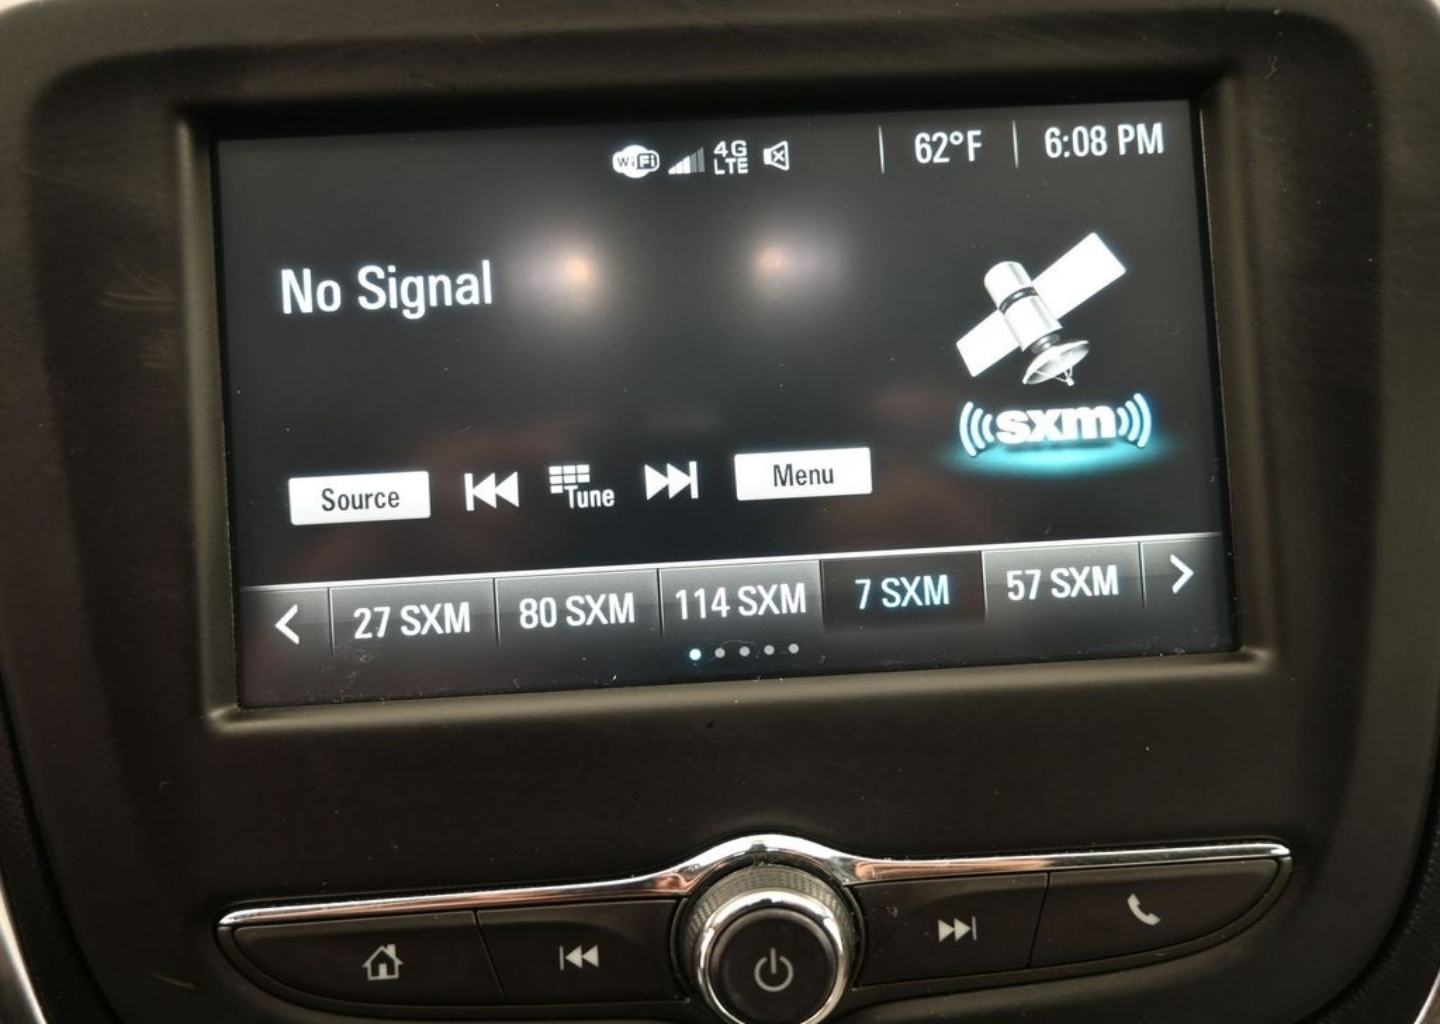 WiFi 4G LTE 62°F 6:08 PM
No Signal
sxm
Source Tune Menu
27 SXM 80 SXM 114 SXM 7 SXM 57 SXM